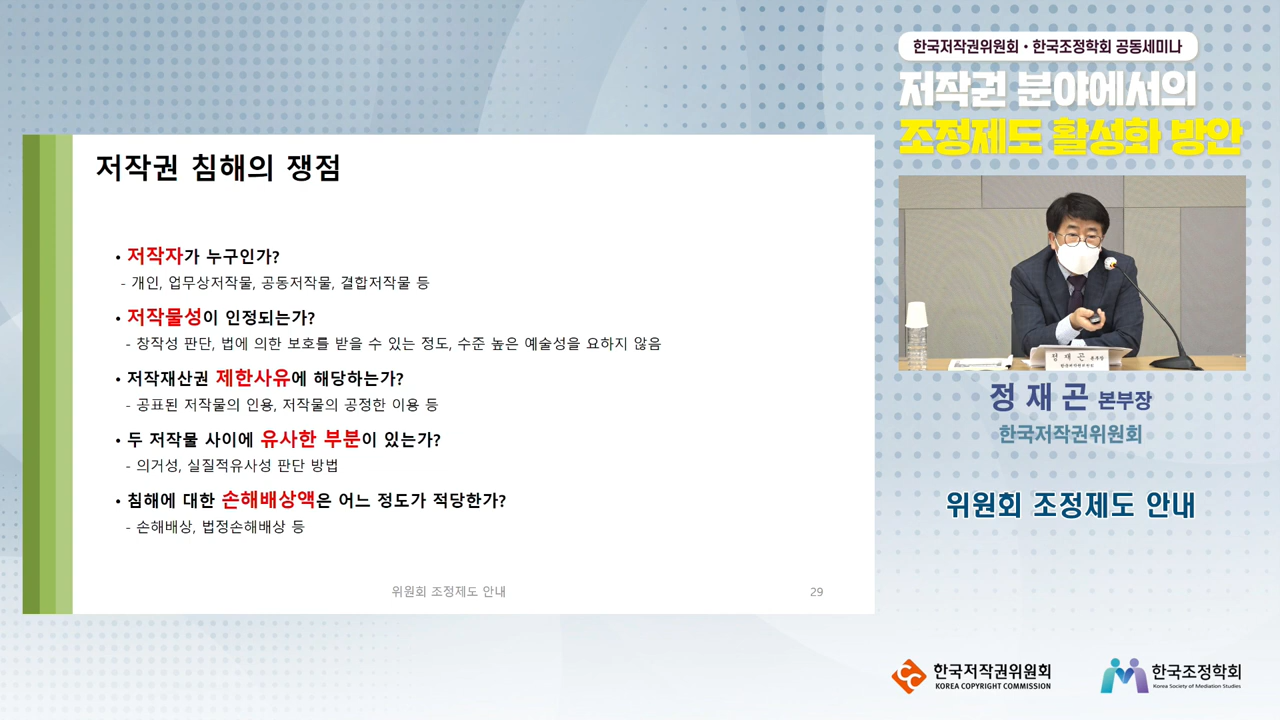 한국저작권위원회 · 한국조정학회 공동세미나
저작권 분야에서의
조정제도 활성화 방안
저작권 침해의 쟁점
• 저작자가 누구인가?
- 개인, 업무상저작물, 공동저작물, 결합저작물 등
• 저작물성이 인정되는가?
- 창작성 판단, 법에 의한 보호를 받을 수 있는 정도, 수준 높은 예술성을 요하지 않음
• 저작재산권 제한사유에 해당하는가?
- 공표된 저작물의 인용, 저작물의 공정한 이용 등
• 두 저작물 사이에 유사한 부분이 있는가?
- 의거성, 실질적유사성 판단 방법
• 침해에 대한 손해배상액은 어느 정도가 적당한가?
- 손해배상, 법정손해배상 등
위원회 조정제도 안내
29
정 재 곤 본부장
정 재 곤 본부장
한국저작권위원회
위원회 조정제도 안내
한국저작권위원회
KOREA COPYRIGHT COMMISSION
한국조정학회
Korea Society of Mediation Studies